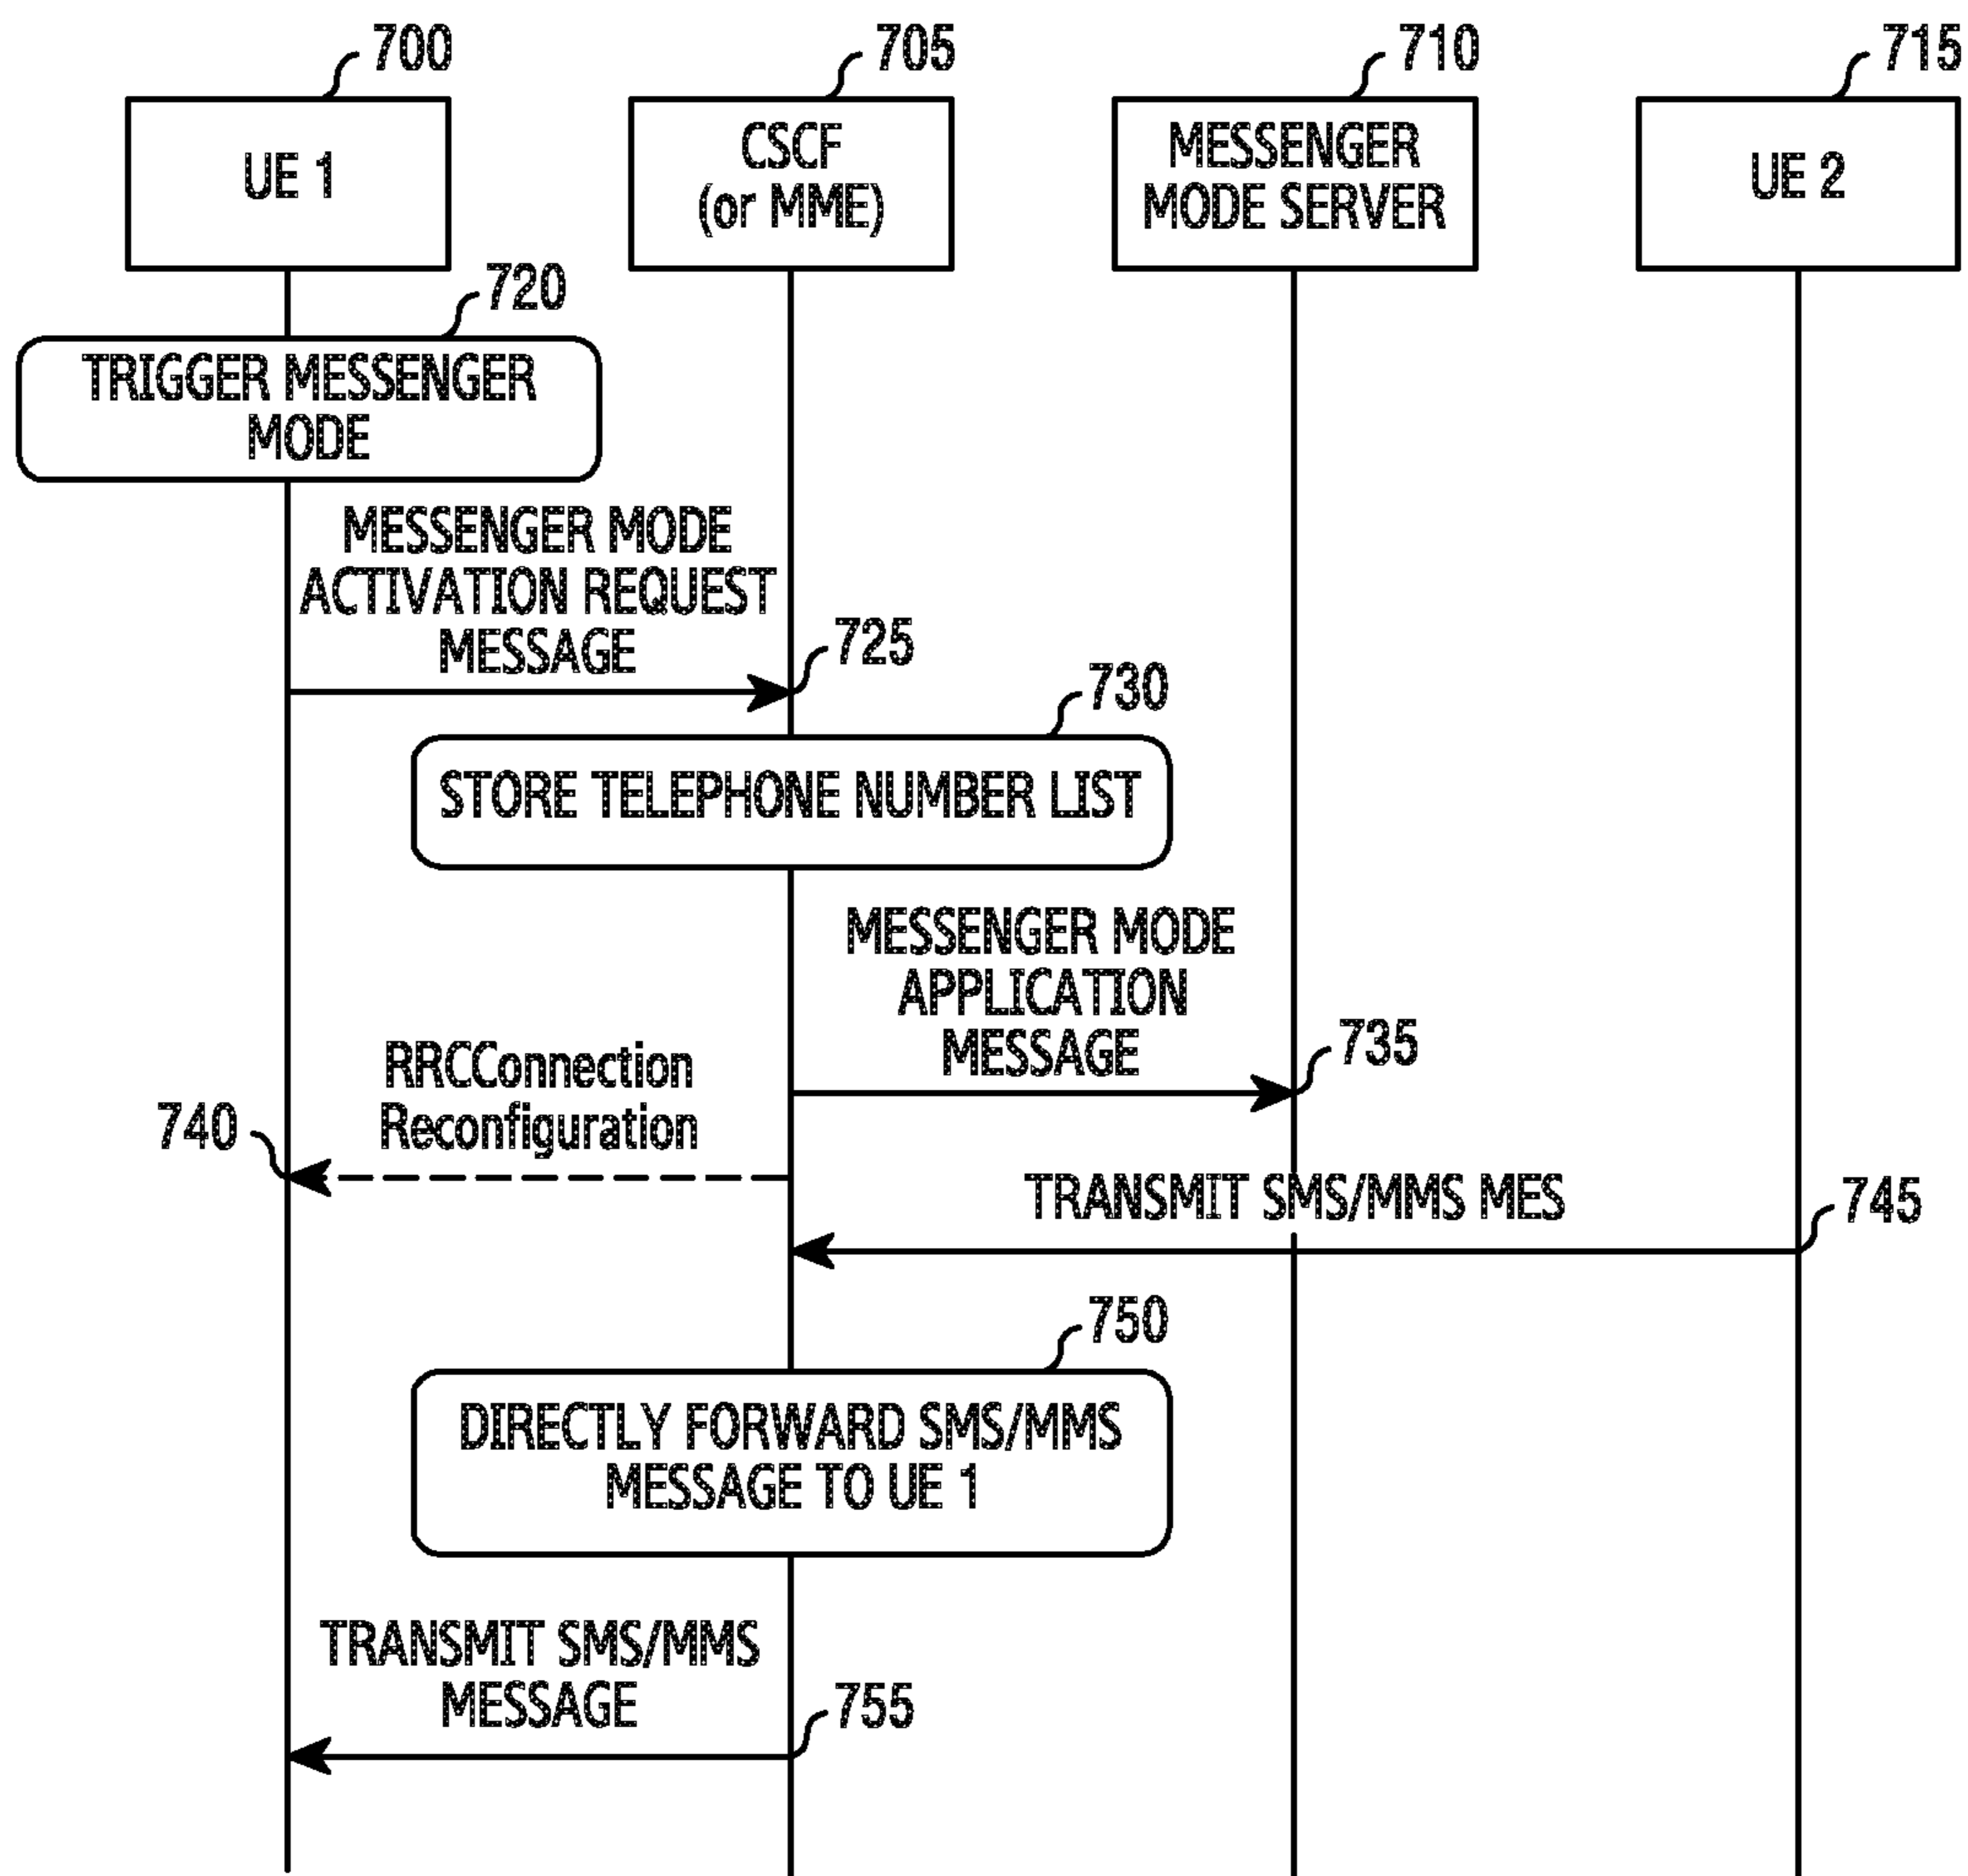 700
705
710
715
UE 1
CSCF
(or MME)
MESSENGER
MODE SERVER
UE 2
720
TRIGGER MESSENGER
MODE
MESSENGER MODE
ACTIVATION REQUEST
MESSAGE
725
730
STORE TELEPHONE NUMBER LIST
MESSENGER MODE
APPLICATION
MESSAGE
735
RRCConnection
Reconfiguration
740
TRANSMIT SMS/MMS MES
745
750
DIRECTLY FORWARD SMS/MMS
MESSAGE TO UE 1
TRANSMIT SMS/MMS
MESSAGE
755